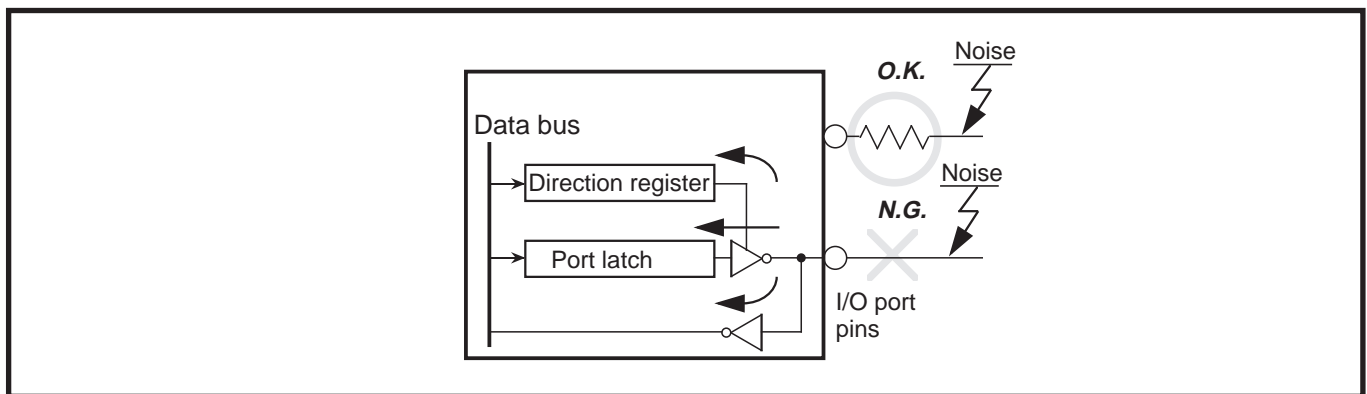 Noise
O.K.
Data bus
Direction register
Noise
N.G.
Port latch
I/O port
pins